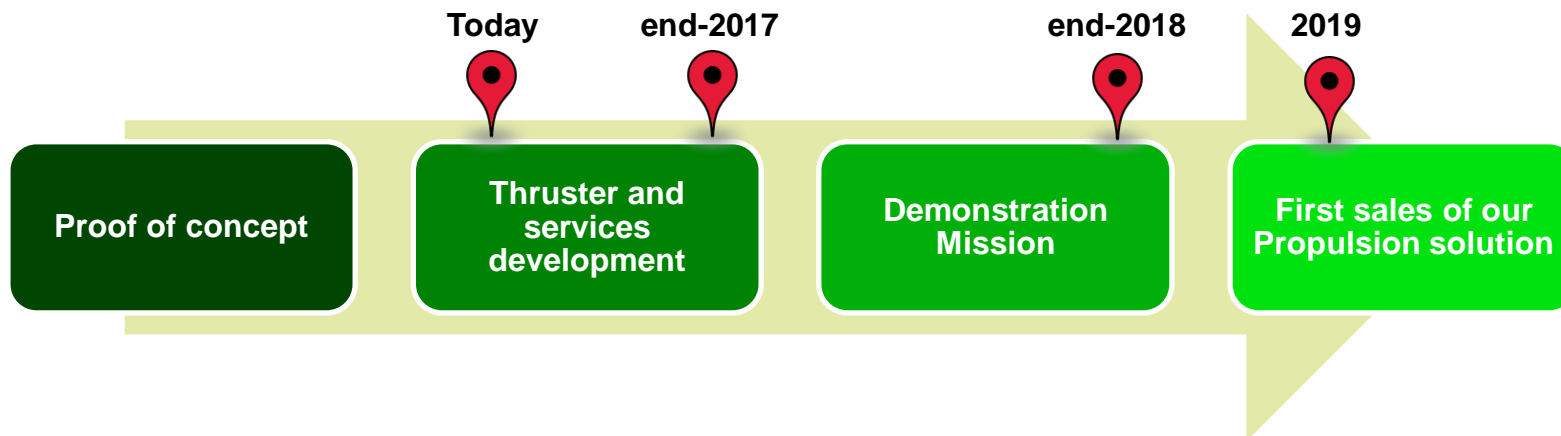 Today
end-2017
end-2018
2019
Proof of concept
Thruster and
services
development
Demonstration
Mission
First sales of our
Propulsion solution